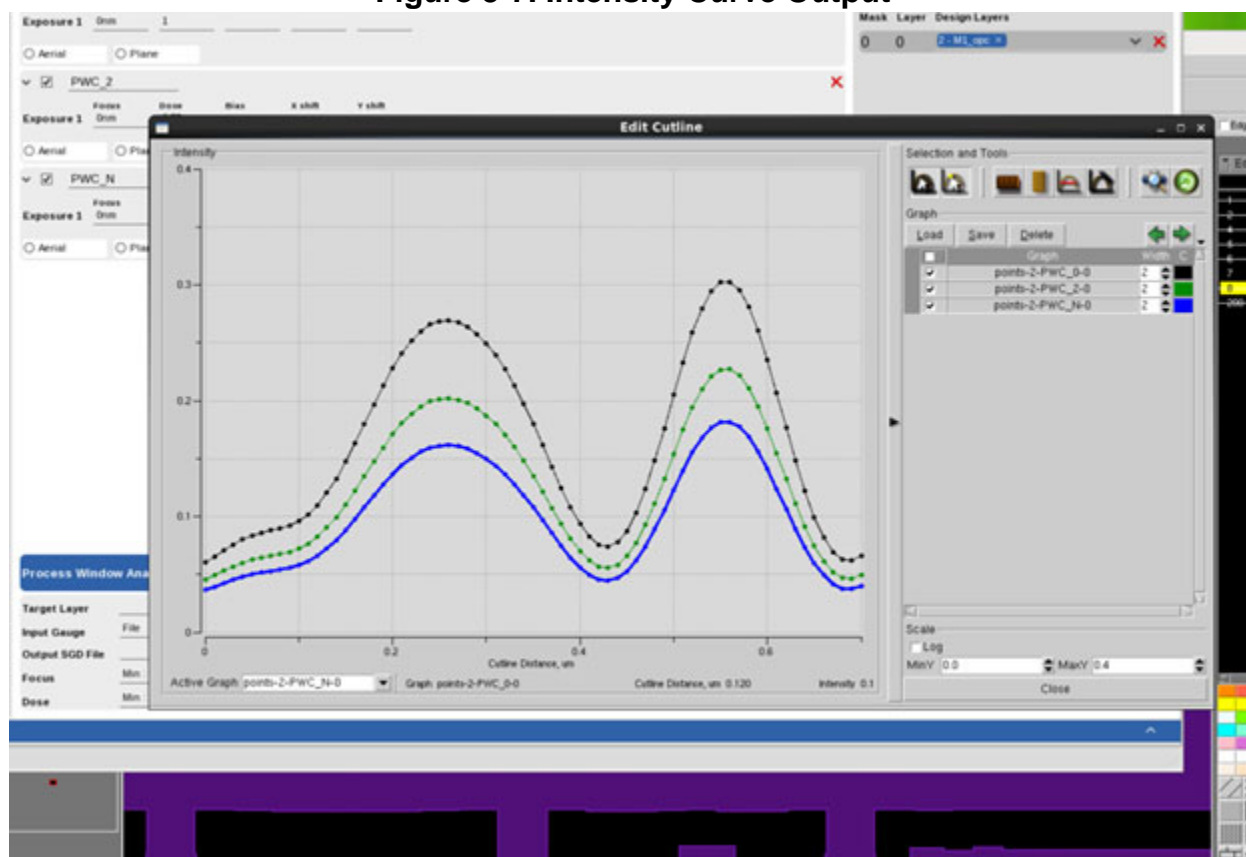 Exposure 1 0nm 1
Mask Layer Design Layers
Aerial Plane
0 0 2 - M1_opc ×
PWC_2
Focus Dose Bias X shift Y shift
Exposure 1 0nm
Edit Cutline
Aerial
Intensity
Selection and Tools
PWC_N
Focus
Exposure 1 0nm
Graph
Load Save Delete
Aerial
Graph Width C
points-2-PWC_0-0 2
points-2-PWC_2-0 2
points-2-PWC_N-0 2
0.4
0.3
0.2
0.1
0
0 0.2 0.4 0.6
Cutline Distance, um
Process Window Ana
Target Layer
Input Gauge File
Output SGD File
Focus Min
Dose Min
Scale
Log
MinY 0.0 MaxY 0.4
Active Graph points-2-PWC_N-0 Graph: points-2-PWC_0-0 Cutline Distance, um 0.120 Intensity 0.1
Close